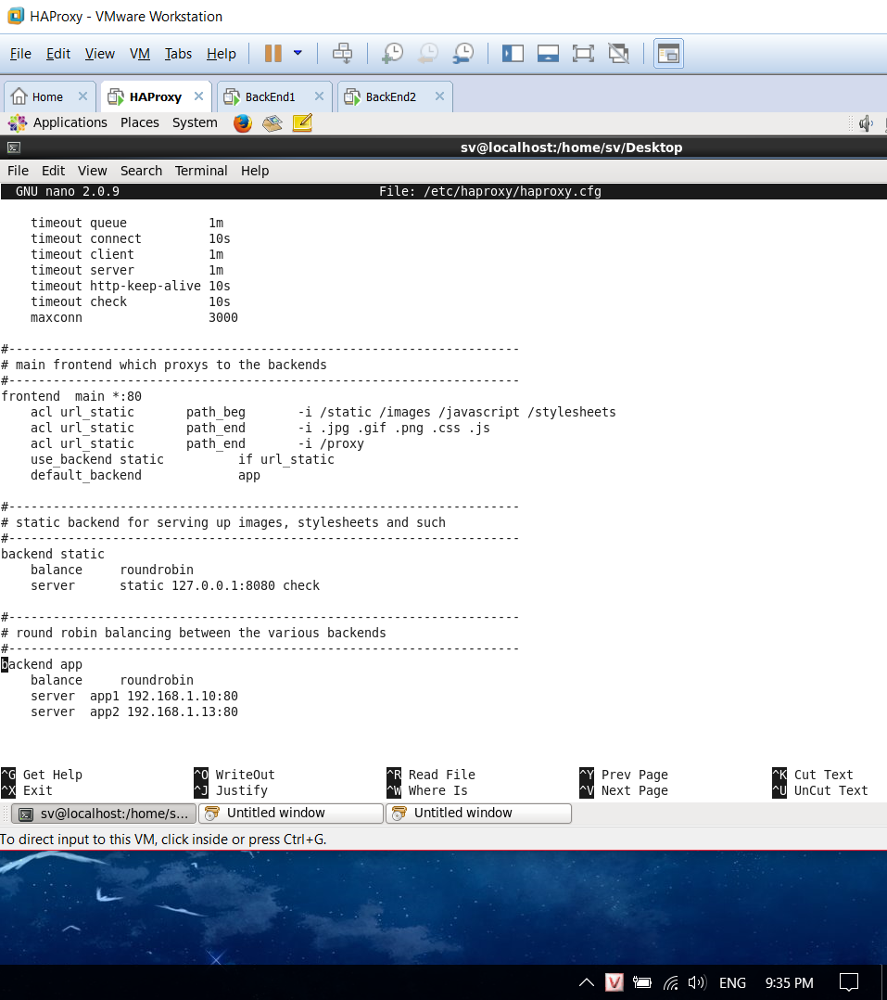 HAProxy - VMware Workstation
File Edit View VM Tabs Help
Home HAProxy BackEnd1 BackEnd2
Applications Places System
sv@localhost:/home/sv/Desktop
File Edit View Search Terminal Help
GNU nano 2.0.9 File: /etc/haproxy/haproxy.cfg
timeout queue 1m
timeout connect 10s
timeout client 1m
timeout server 1m
timeout http-keep-alive 10s
timeout check 10s
maxconn 3000
#---------------------------------------------------------------------
# main frontend which proxys to the backends
#---------------------------------------------------------------------
frontend  main *:80
acl url_static path_beg -i /static /images /javascript /stylesheets
acl url_static path_end -i .jpg .gif .png .css .js
acl url_static path_end -i /proxy
use_backend static if url_static
default_backend app
#---------------------------------------------------------------------
# static backend for serving up images, stylesheets and such
#---------------------------------------------------------------------
backend static
balance roundrobin
server static 127.0.0.1:8080 check
#---------------------------------------------------------------------
# round robin balancing between the various backends
#---------------------------------------------------------------------
backend app
balance roundrobin
server app1 192.168.1.10:80
server app2 192.168.1.13:80
^G Get Help ^O WriteOut ^R Read File ^Y Prev Page ^K Cut Text
^X Exit ^J Justify ^W Where Is ^V Next Page ^U UnCut Text
sv@localhost:/home/s... Untitled window Untitled window
To direct input to this VM, click inside or press Ctrl+G.
V ENG 9:35 PM